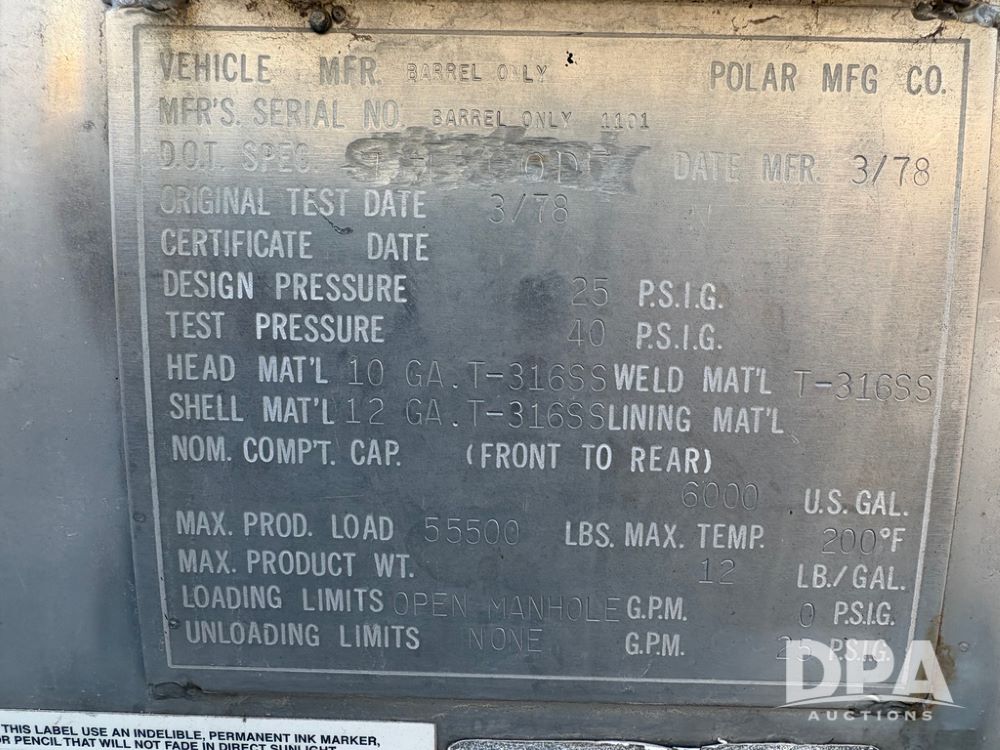 VEHICLE MFR. BARREL ONLY POLAR MFG CO.
MFR'S. SERIAL NO. BARREL ONLY 1101
D.O.T. SPEC. DATE MFR. 3/78
ORIGINAL TEST DATE 3/78
CERTIFICATE DATE
DESIGN PRESSURE 25 P.S.I.G.
TEST PRESSURE 40 P.S.I.G.
HEAD MAT'L 10 GA. T-316SS WELD MAT'L T-316SS
SHELL MAT'L 12 GA. T-316SS LINING MAT'L
NOM. COMP'T. CAP. (FRONT TO REAR)
6000 U.S. GAL.
MAX. PROD. LOAD 55500 LBS. MAX. TEMP. 200°F
MAX. PRODUCT WT. 12 LB./GAL.
LOADING LIMITS OPEN MANHOLE G.P.M. 0 P.S.I.G.
UNLOADING LIMITS NONE G.P.M. P.S.I.G.
DPA
AUCTIONS
THIS LABEL USE AN INDELIBLE, PERMANENT INK MARKER,
OR PENCIL THAT WILL NOT FADE IN DIRECT SUNLIGHT